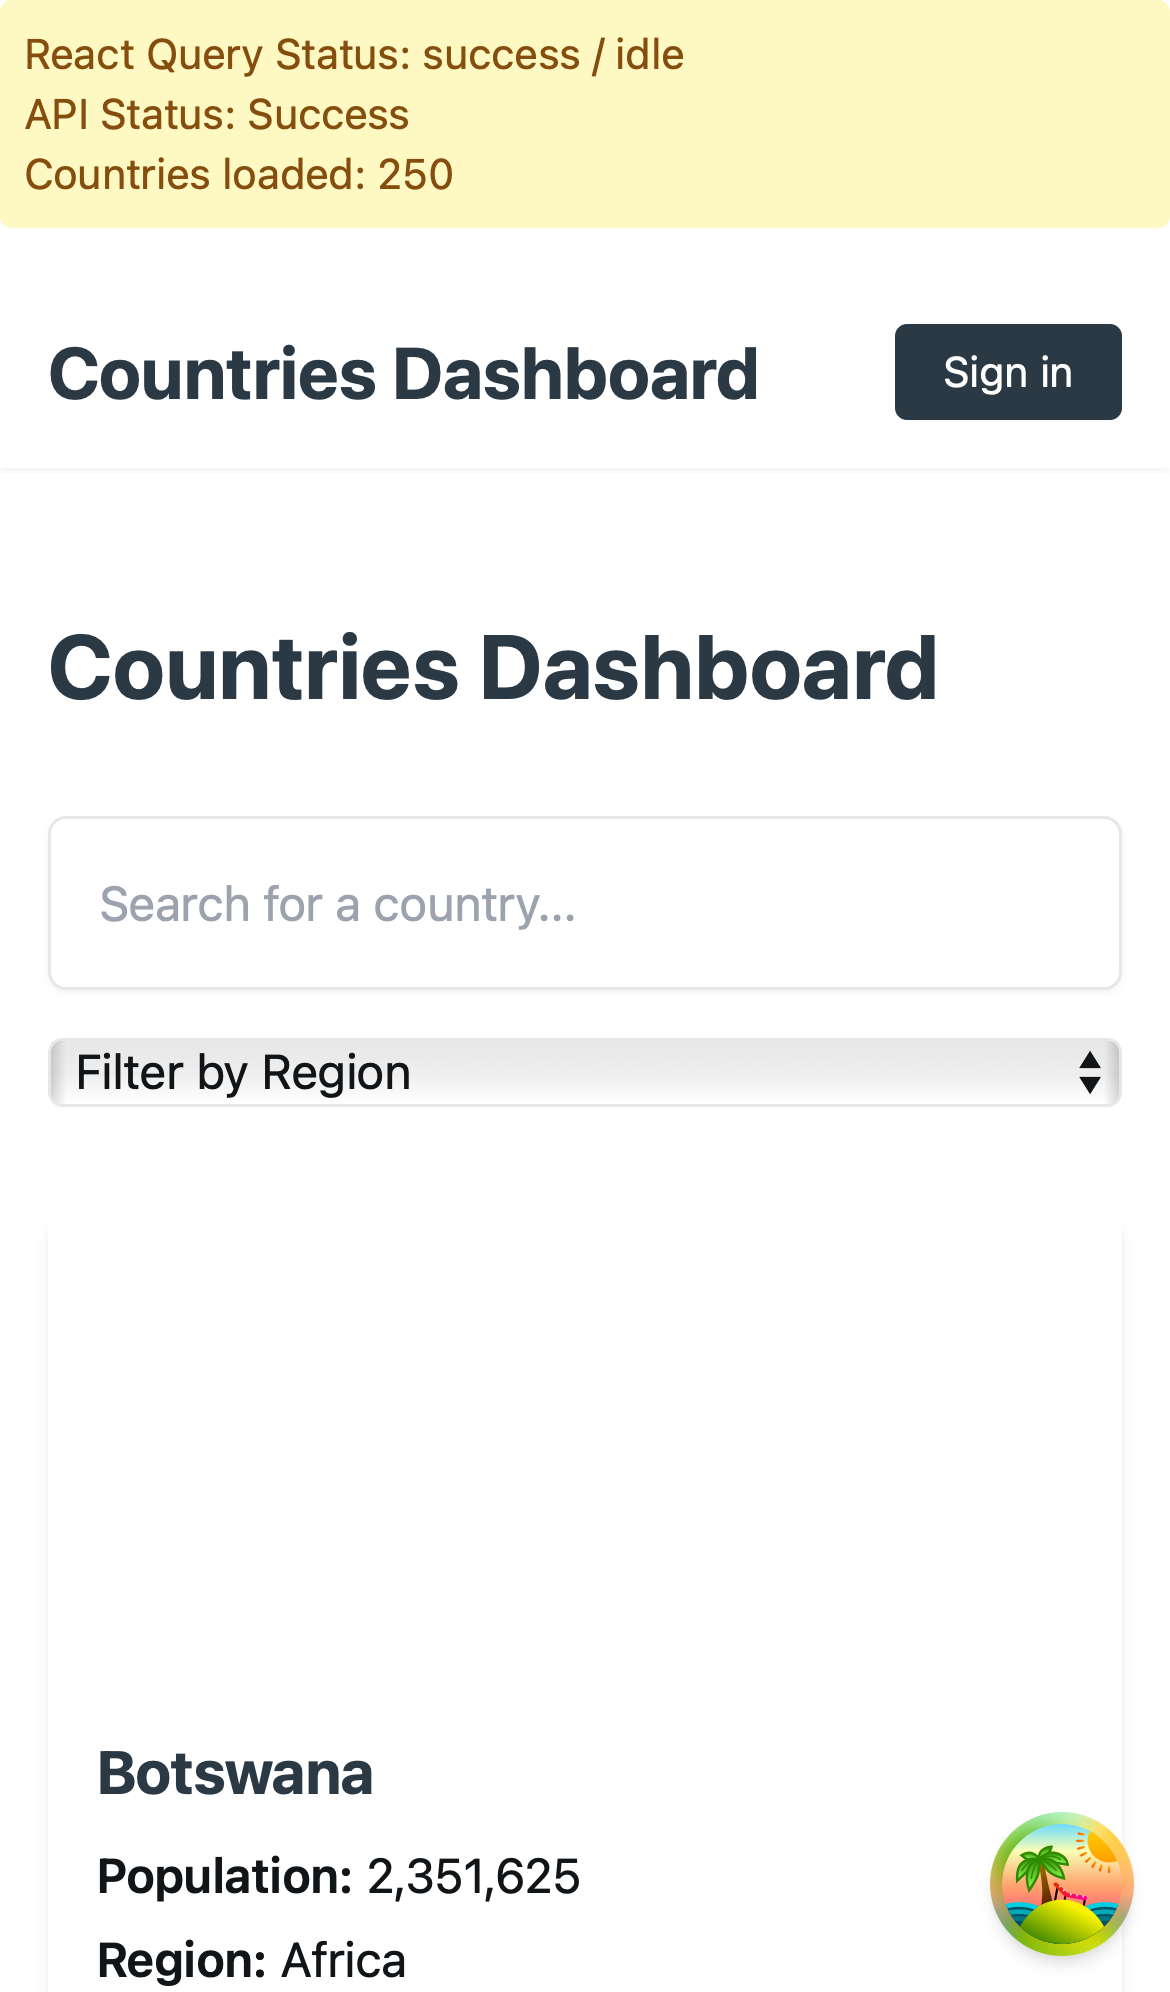 React Query Status: success / idle
API Status: Success
Countries loaded: 250
Countries Dashboard
Sign in
Countries Dashboard
Search for a country...
Filter by Region
Botswana
Population: 2,351,625
Region: Africa